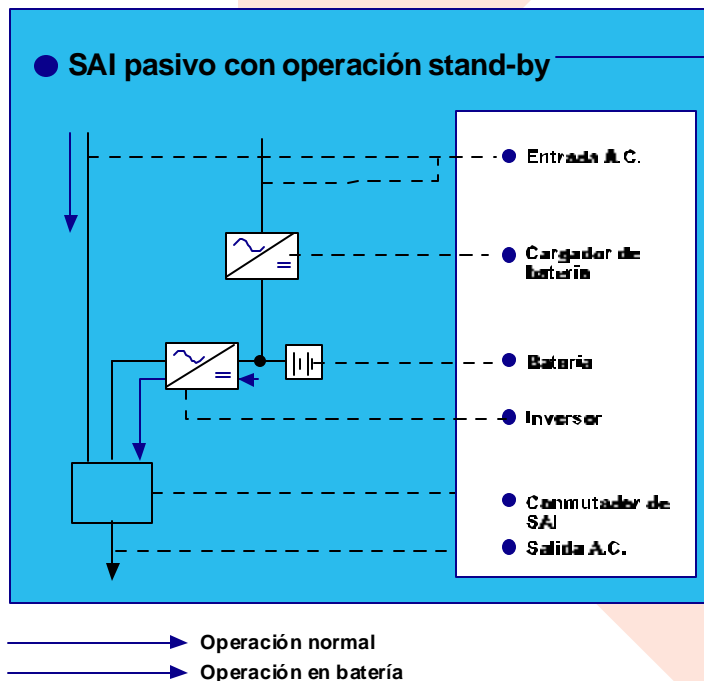 SAI pasivo con operación stand-by
Entrada A.C.
Cargador de
batería
Batería
Inversor
Conmutador de
SAI
Salida A.C.
Operación normal
Operación en batería